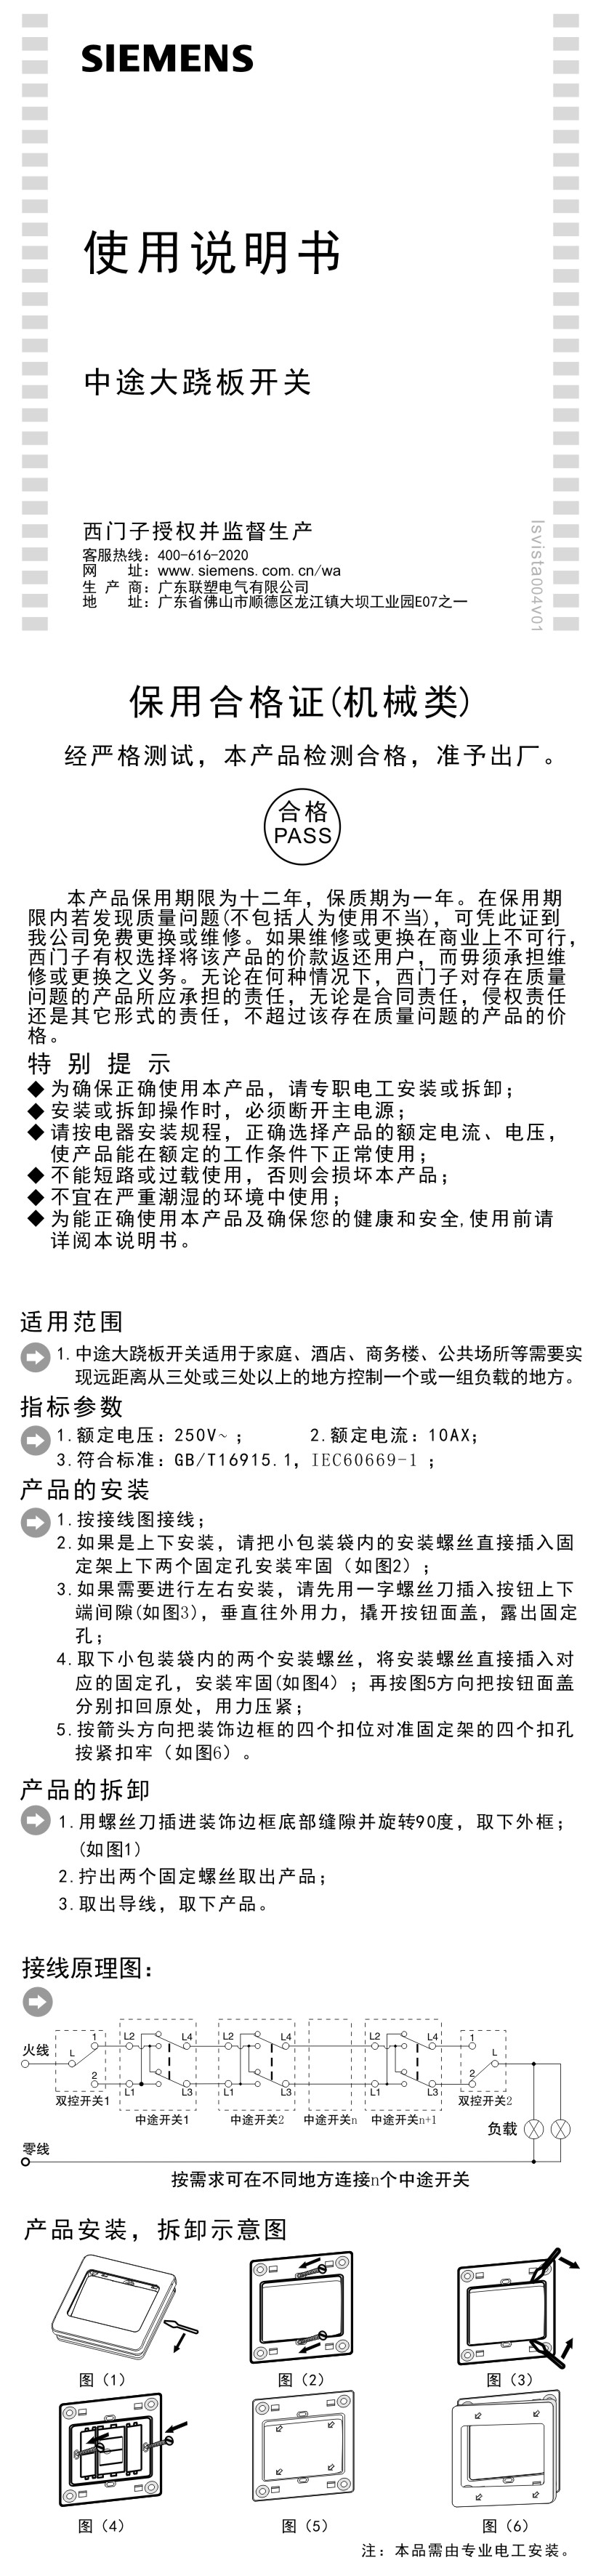 SIEMENS
使用说明书
中途大跷板开关
西门子授权并监督生产
客服热线：400-616-2020
网　　址：www.siemens.com.cn/wa
生 产 商：广东联塑电气有限公司
地　　址：广东省佛山市顺德区龙江镇大坝工业园E07之一
lsvista004v01
保用合格证(机械类)
经严格测试，本产品检测合格，准予出厂。
合格
PASS
本产品保用期限为十二年，保质期为一年。在保用期
限内若发现质量问题(不包括人为使用不当)，可凭此证到
我公司免费更换或维修。如果维修或更换在商业上不可行，
西门子有权选择将该产品的价款返还用户，而毋须承担维
修或更换之义务。无论在何种情况下，西门子对存在质量
问题的产品所应承担的责任，无论是合同责任，侵权责任
还是其它形式的责任，不超过该存在质量问题的产品的价
格。
特 别 提 示
◆ 为确保正确使用本产品，请专职电工安装或拆卸；
◆ 安装或拆卸操作时，必须断开主电源；
◆ 请按电器安装规程，正确选择产品的额定电流、电压，
使产品能在额定的工作条件下正常使用；
◆ 不能短路或过载使用，否则会损坏本产品；
◆ 不宜在严重潮湿的环境中使用；
◆ 为能正确使用本产品及确保您的健康和安全,使用前请
详阅本说明书。
适用范围
1.中途大跷板开关适用于家庭、酒店、商务楼、公共场所等需要实
现远距离从三处或三处以上的地方控制一个或一组负载的地方。
指标参数
1.额定电压：250V~； 2.额定电流：10AX；
3.符合标准：GB/T16915.1，IEC60669-1 ；
产品的安装
1.按接线图接线；
2.如果是上下安装，请把小包装袋内的安装螺丝直接插入固
定架上下两个固定孔安装牢固（如图2）；
3.如果需要进行左右安装，请先用一字螺丝刀插入按钮上下
端间隙(如图3)，垂直往外用力，撬开按钮面盖，露出固定
孔；
4.取下小包装袋内的两个安装螺丝，将安装螺丝直接插入对
应的固定孔，安装牢固(如图4）；再按图5方向把按钮面盖
分别扣回原处，用力压紧；
5.按箭头方向把装饰边框的四个扣位对准固定架的四个扣孔
按紧扣牢（如图6）。
产品的拆卸
1.用螺丝刀插进装饰边框底部缝隙并旋转90度，取下外框；
(如图1)
2.拧出两个固定螺丝取出产品；
3.取出导线，取下产品。
接线原理图：
1 L2 L4 L2 L4 L2 L4 1
火线 L L
2 2
L1 L3 L1 L3 L1 L3
双控开关1 双控开关2
中途开关1 中途开关2 中途开关n 中途开关n+1
负载
零线
按需求可在不同地方连接n个中途开关
产品安装，拆卸示意图
图（1） 图（2） 图（3）
图（4） 图（5） 图（6）
注：本品需由专业电工安装。